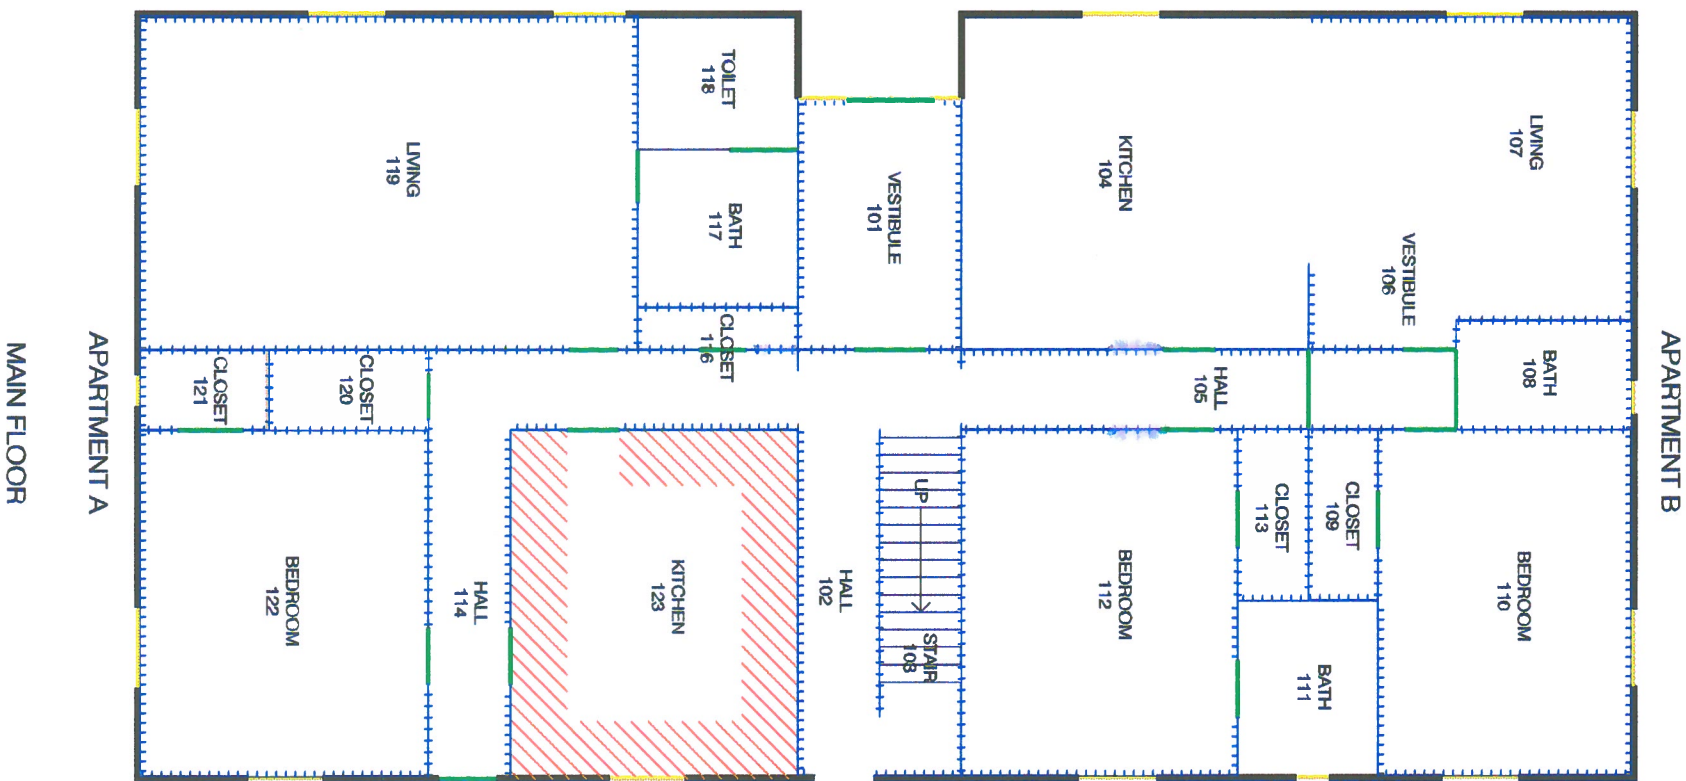 MAIN FLOOR
APARTMENT A
APARTMENT B
LIVING
119
TOILET
118
BATH
117
CLOSET
116
VESTIBULE
101
KITCHEN
104
LIVING
107
VESTIBULE
106
BATH
108
HALL
105
CLOSET
121
CLOSET
120
BEDROOM
122
HALL
114
KITCHEN
123
HALL
102
UP
STAIR
103
BEDROOM
112
CLOSET
113
CLOSET
109
BATH
111
BEDROOM
110